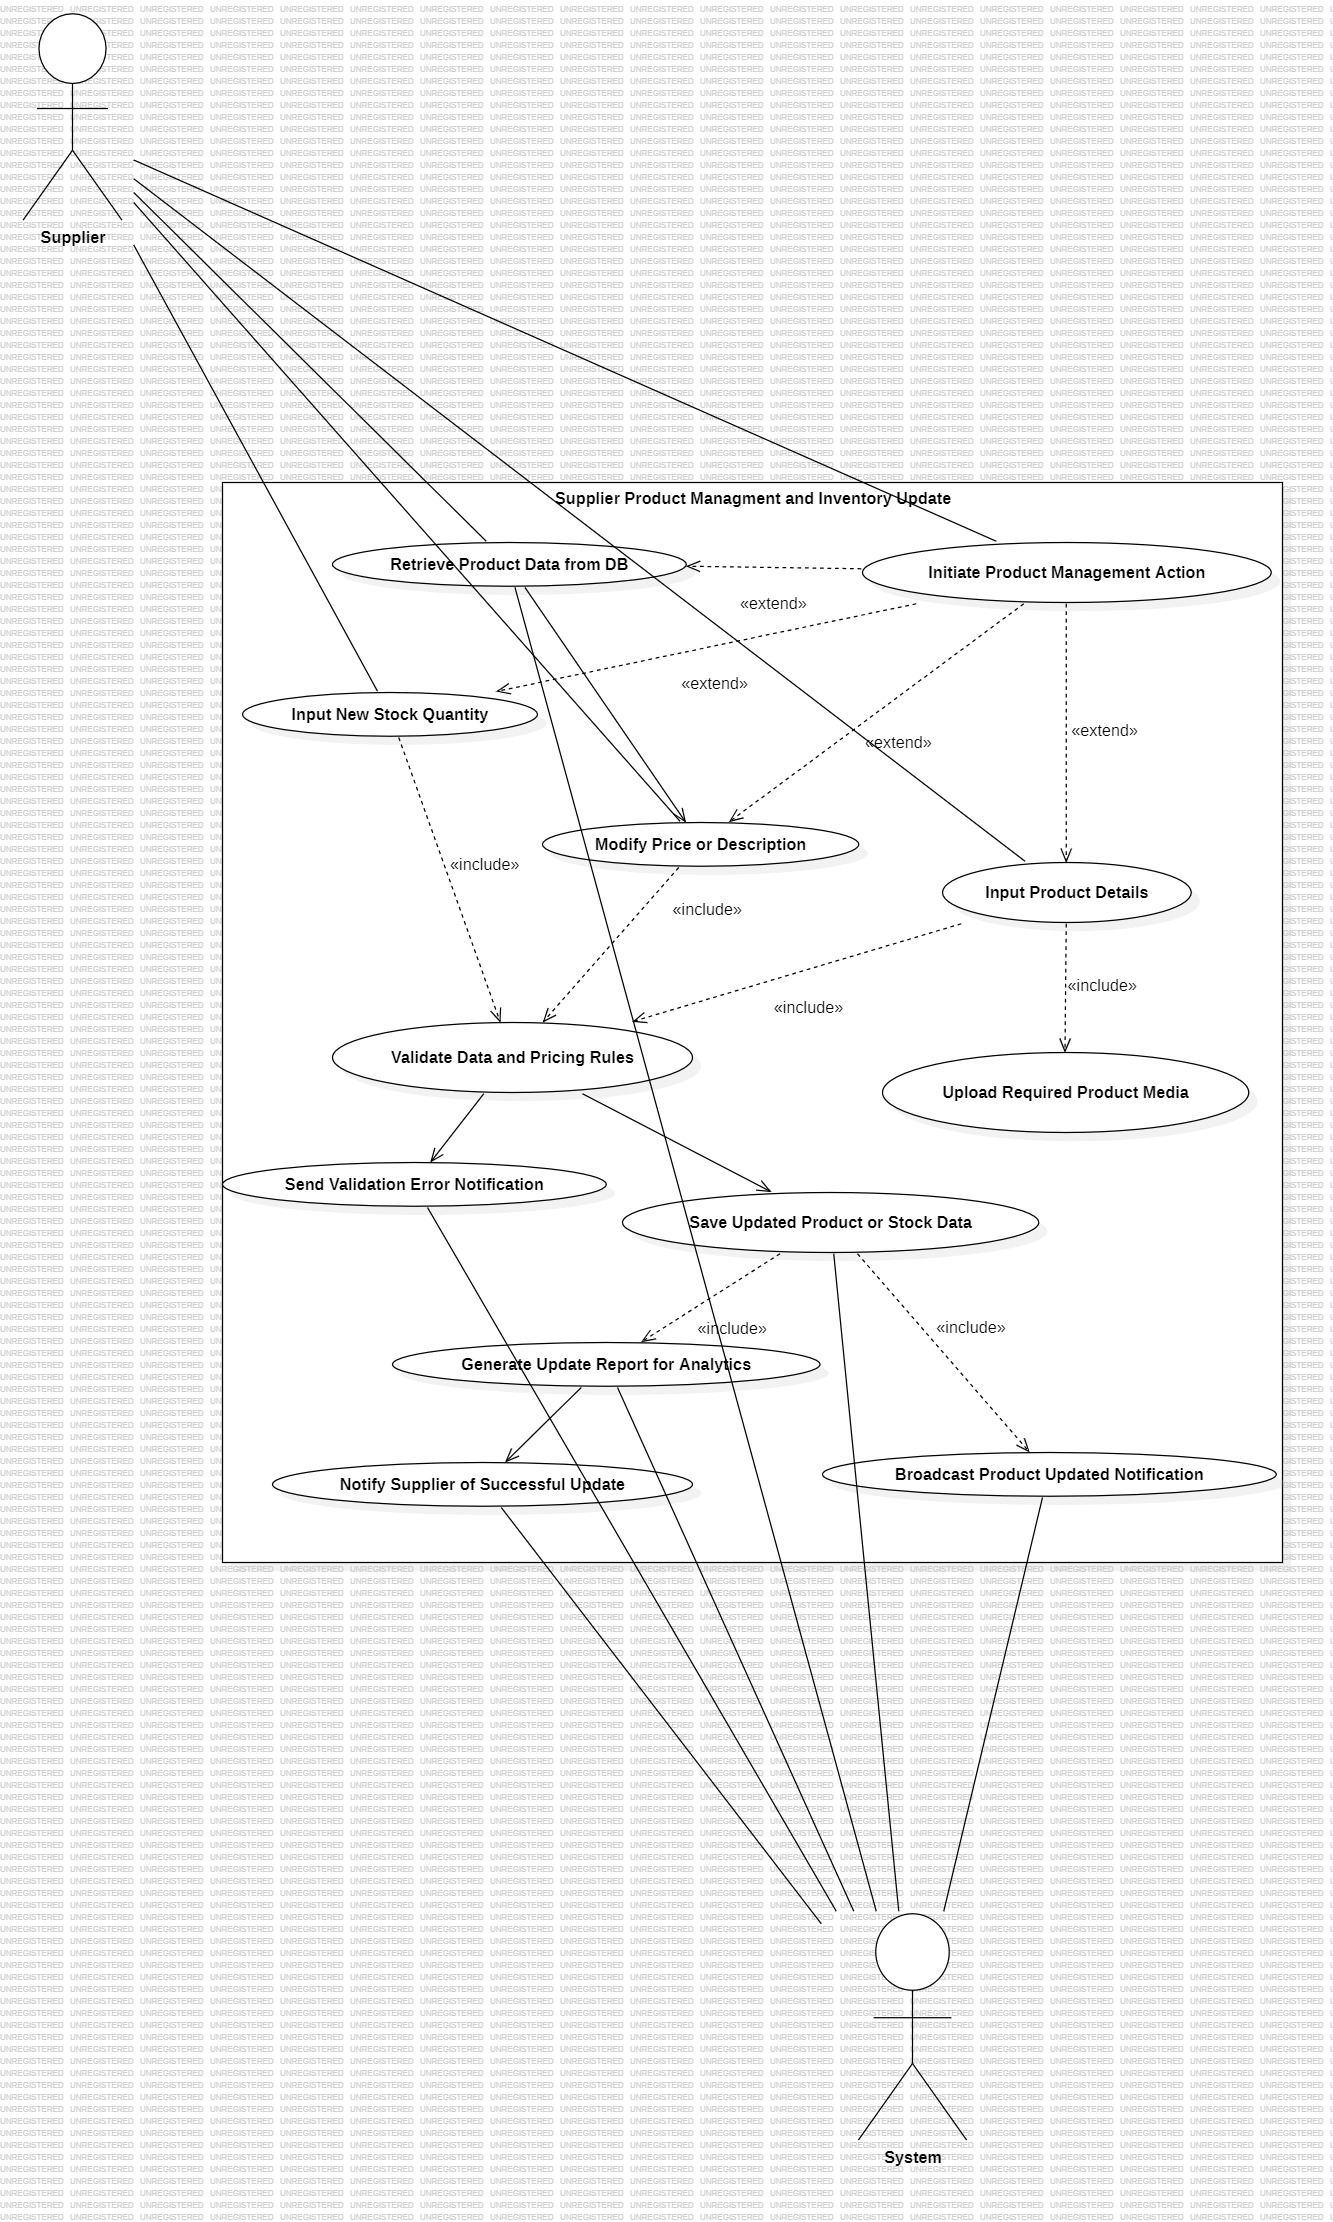 Supplier
Supplier Product Managment and Inventory Update
Retrieve Product Data from DB
Initiate Product Management Action
«extend»
«extend»
Input New Stock Quantity
«extend»
«extend»
Modify Price or Description
«include»
Input Product Details
«include»
«include»
«include»
Validate Data and Pricing Rules
Upload Required Product Media
Send Validation Error Notification
Save Updated Product or Stock Data
«include»
«include»
Generate Update Report for Analytics
Broadcast Product Updated Notification
Notify Supplier of Successful Update
System
UNREGISTERED